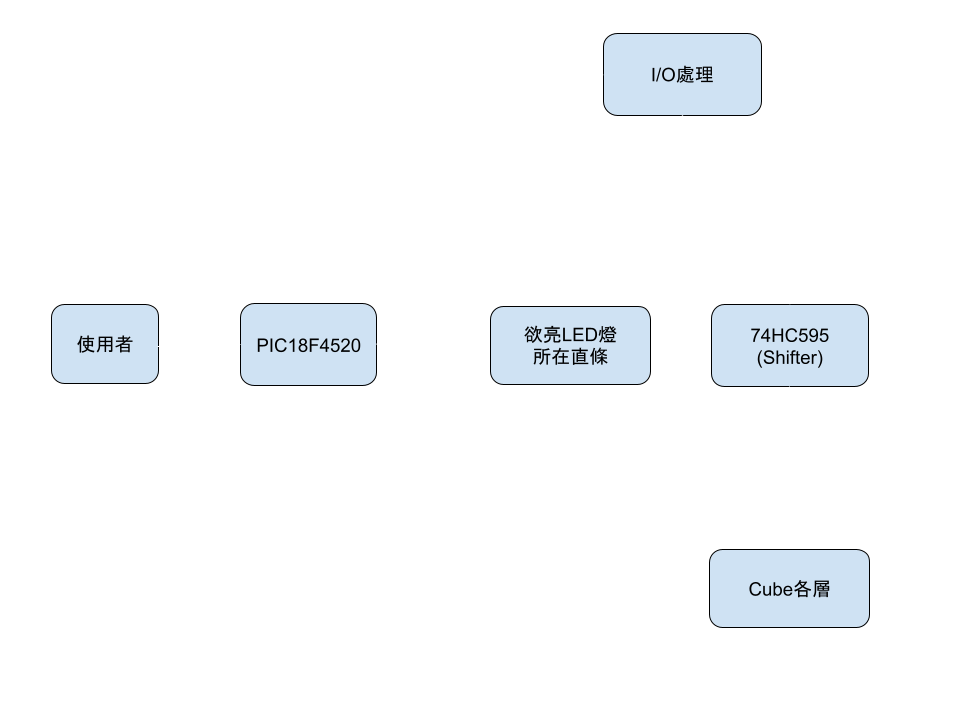 I/O處理
使用者
PIC18F4520
欲亮LED燈
所在直條
74HC595
(Shifter)
Cube各層